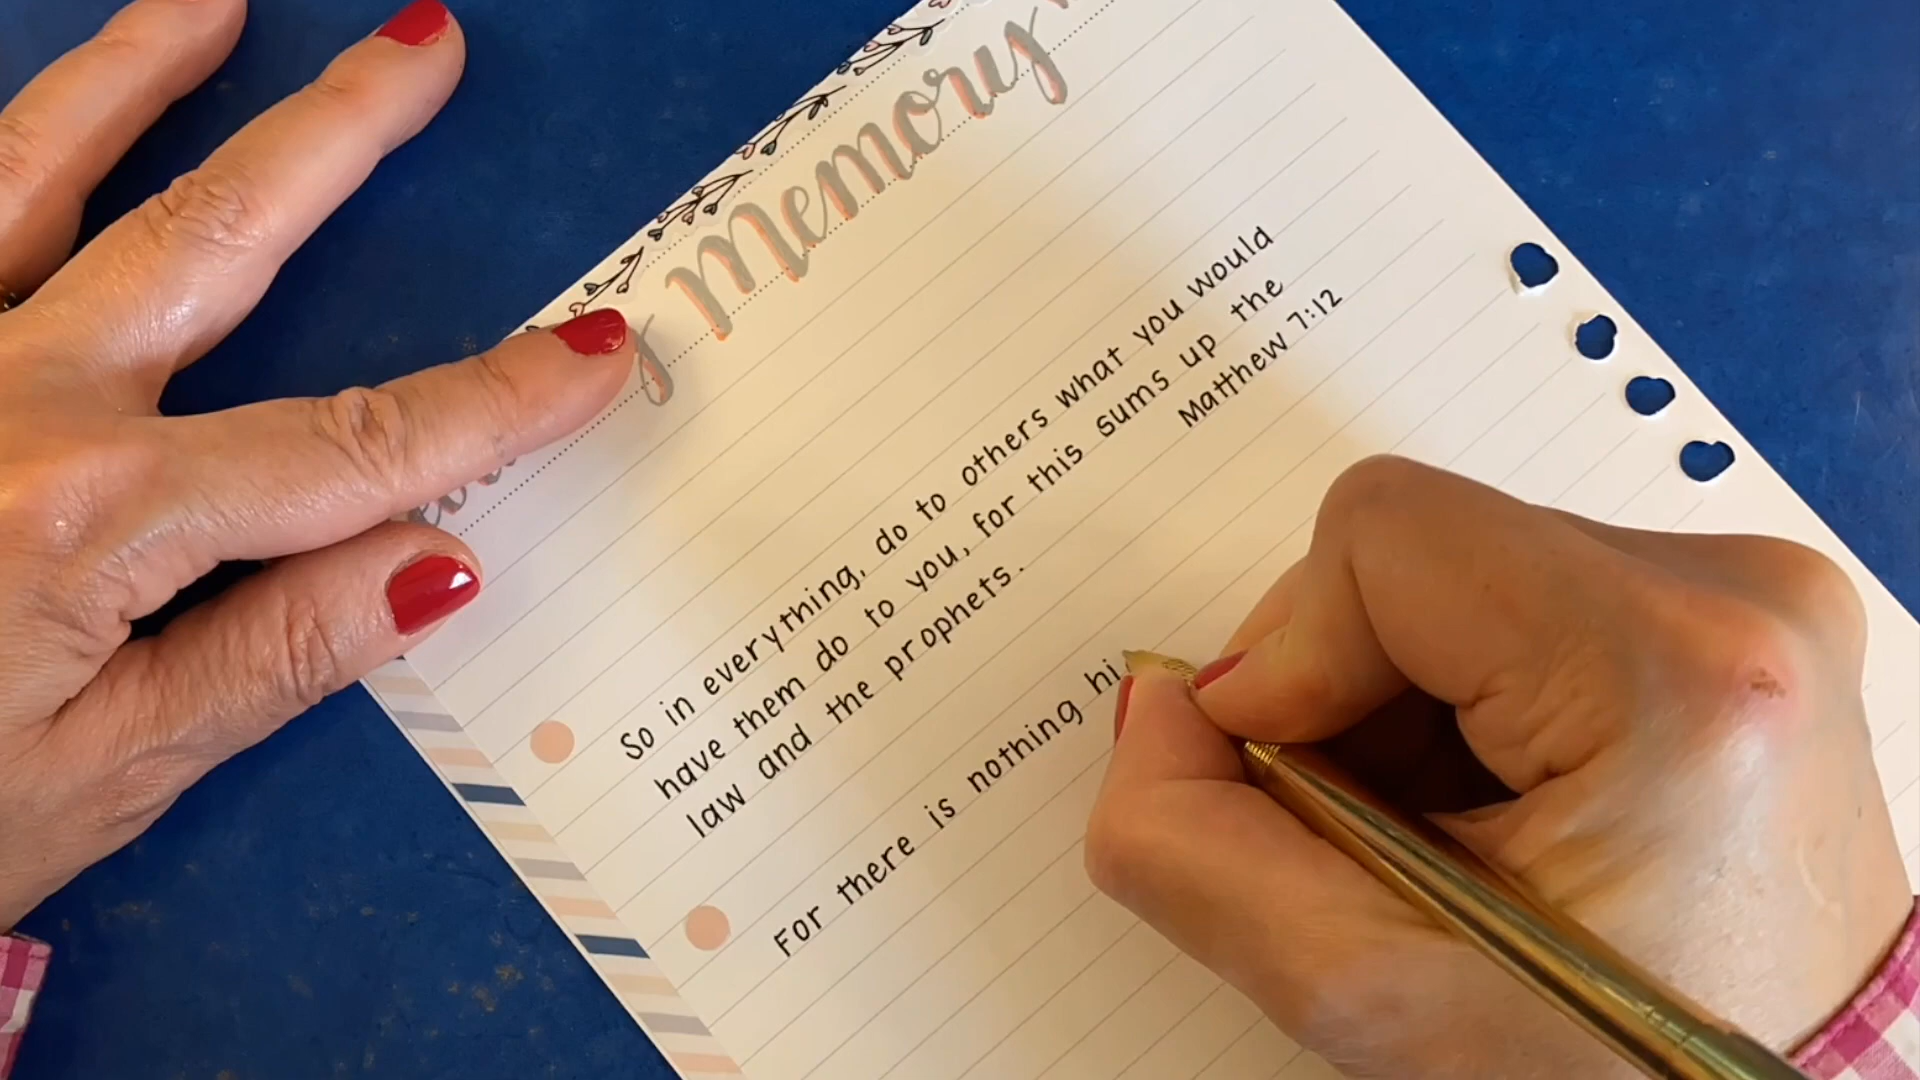 Memory
So in everything, do to others what you would
have them do to you, for this sums up the
law and the prophets.
Matthew 7:12
For there is nothing hi